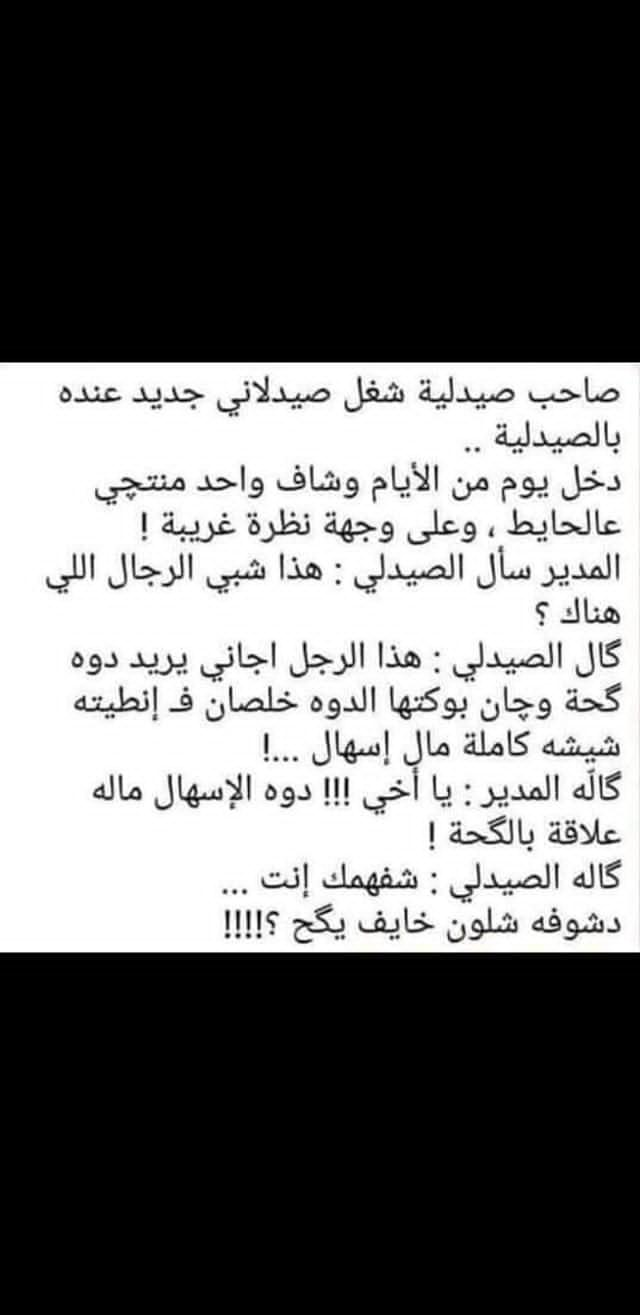 صاحب صيدلية شغل صيدلاني جديد عنده
بالصيدلية ..
دخل يوم من الأيام وشاف واحد منتچي
عالحايط ، وعلى وجهة نظرة غريبة !
المدير سأل الصيدلي : هذا شبي الرجال اللي
هناك ؟
گال الصيدلي : هذا الرجل اجاني يريد دوه
گحة وچان بوكتها الدوه خلصان فـ إنطيته
شيشه كاملة مال إسهال ...!
گالّه المدير : يا أخي !!! دوه الإسهال ماله
علاقة بالگحة !
گاله الصيدلي : شفهمك إنت ...
دشوفه شلون خايف يگح ؟!!!!